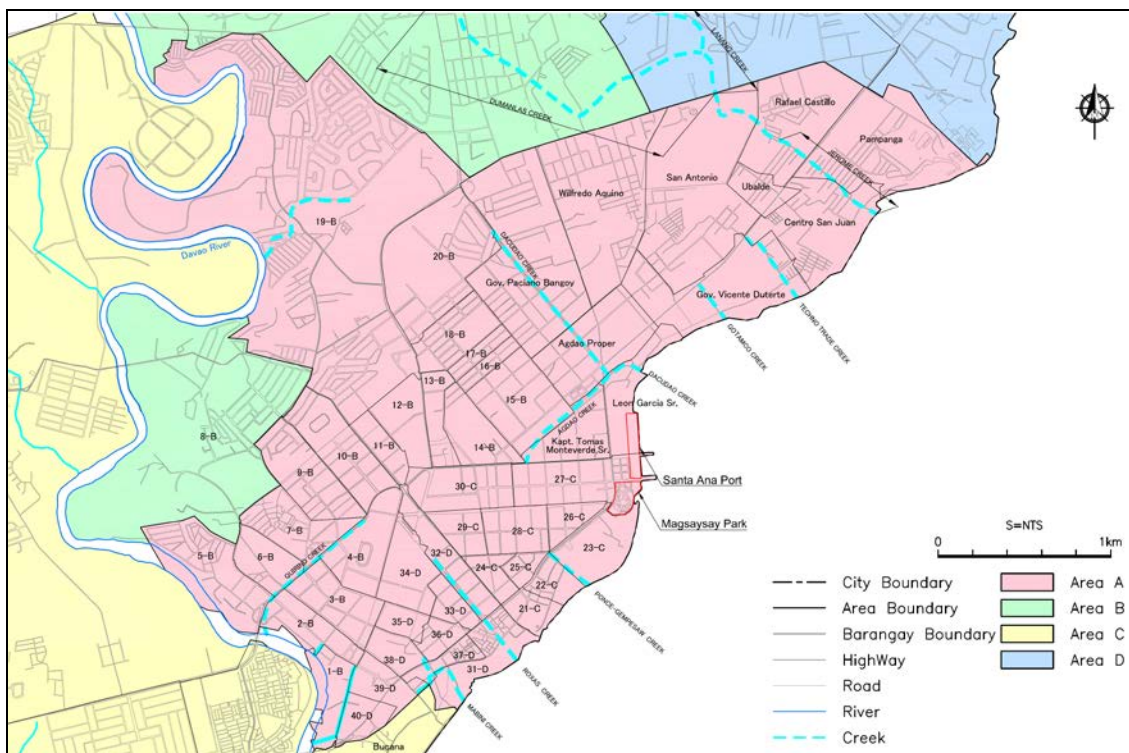 LANANG CREEK
Rafael Castillo
DUMANLAS CREEK
Pampanga
JEROME CREEK
San Antonio
Wilfredo Aquino
Ubalde
Centro San Juan
19-B
Davao River
20-B
DACUDAO CREEK
Gov. Paciano Bangoy
Gov. Vicente Duterte
TECHNO TRADE CREEK
GOTAMCO CREEK
18-B
Agdao Proper
17-B
16-B
13-B
DACUDAO CREEK
12-B
15-B
Leon Garcia Sr.
AGDAO CREEK
8-B
11-B
14-B
Kapt. Tomas
Monteverde.Sr.
10-B
9-B
30-C
27-C
Santa Ana Port
7-B
29-C
28-C
26-C
Magsaysay Park
5-B
6-B
QUIRINO CREEK
4-B
32-D
23-C
34-D
24-C
25-C
22-C
3-B
33-D
21-C
PONCE-GEMPESAW CREEK
2-B
35-D
36-D
37-D
38-D
31-D
1-B
39-D
ROXAS CREEK
MABINI CREEK
40-D
Bucana
S=NTS
0 1km
City Boundary
Area Boundary
Barangay Boundary
HighWay
Road
River
Creek
Area A
Area B
Area C
Area D